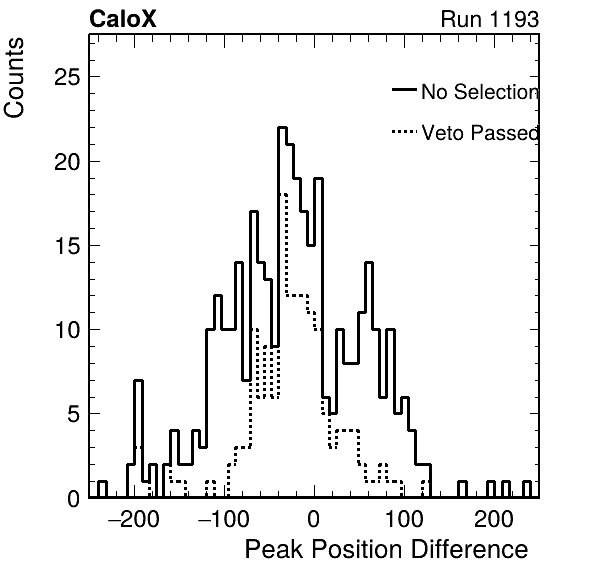 CaloX Run 1193
Counts
25
No Selection
Veto Passed
20
15
10
5
0
−200 −100 0 100 200
Peak Position Difference